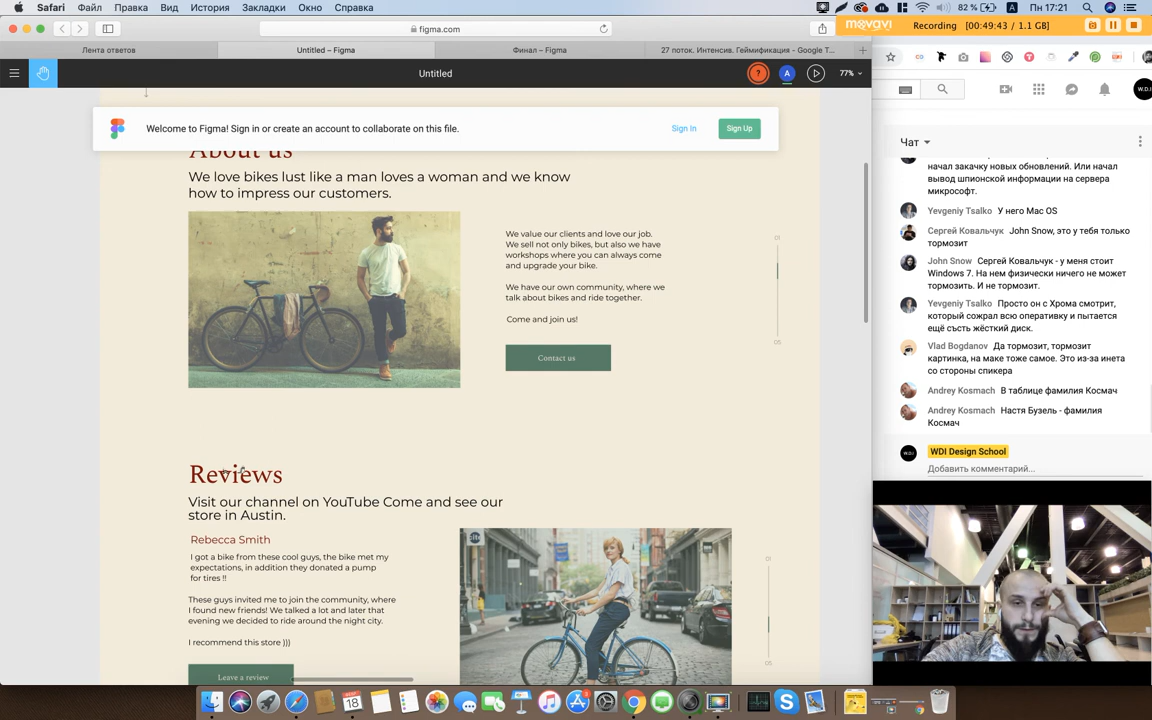 Safari Файл Правка Вид История Закладки Окно Справка
82 % А Пн 17:21
figma.com
movavi Recording [00:49:43 / 1.1 GB]
Лента ответов Untitled – Figma Финал – Figma 27 поток. Интенсив. Геймификация - Google Т...
Untitled
? A 77%
Welcome to Figma! Sign in or create an account to collaborate on this file. Sign In Sign Up
About us
We love bikes lust like a man loves a woman and we know
how to impress our customers.
We value our clients and love our job.
We sell not only bikes, but also we have
workshops where you can always come
and upgrade your bike.
We have our own community, where we
talk about bikes and ride together.
Come and join us!
Contact us
01
05
Reviews
Visit our channel on YouTube Come and see our
store in Austin.
Rebecca Smith
I got a bike from these cool guys, the bike met my
expectations, in addition they donated a pump
for tires !!
These guys invited me to join the community, where
I found new friends! We talked a lot and later that
evening we decided to ride around the night city.
I recommend this store )))
Leave a review
01
05
W.D.I
Чат
начал закачку новых обновлений. Или начал
вывод шпионской информации на сервера
микрософт.
Yevgeniy Tsalko У него Mac OS
Сергей Ковальчук John Snow, это у тебя только
тормозит
John Snow Сергей Ковальчук - у меня стоит
Windows 7. На нем физически ничего не может
тормозить. И не тормозит.
Yevgeniy Tsalko Просто он с Хрома смотрит,
который сожрал всю оперативку и пытается
ещё състь жёсткий диск.
Vlad Bogdanov Да тормозит, тормозит
картинка, на маке тоже самое. Это из-за инета
со стороны спикера
Andrey Kosmach В таблице фамилия Космач
Andrey Kosmach Настя Бузель - фамилия
Космач
WDI Design School
Добавить комментарий...
18